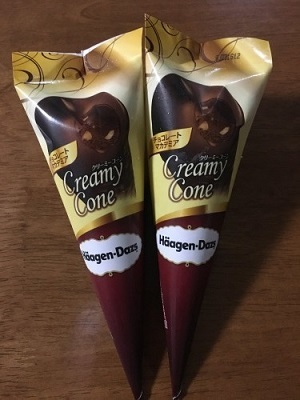 チョコレート
マカデミア
クリーミーコーン
Creamy
Cone
Häagen-Dazs
チョコレート
マカデミア
クリーミーコーン
Creamy
Cone
Häagen-Dazs